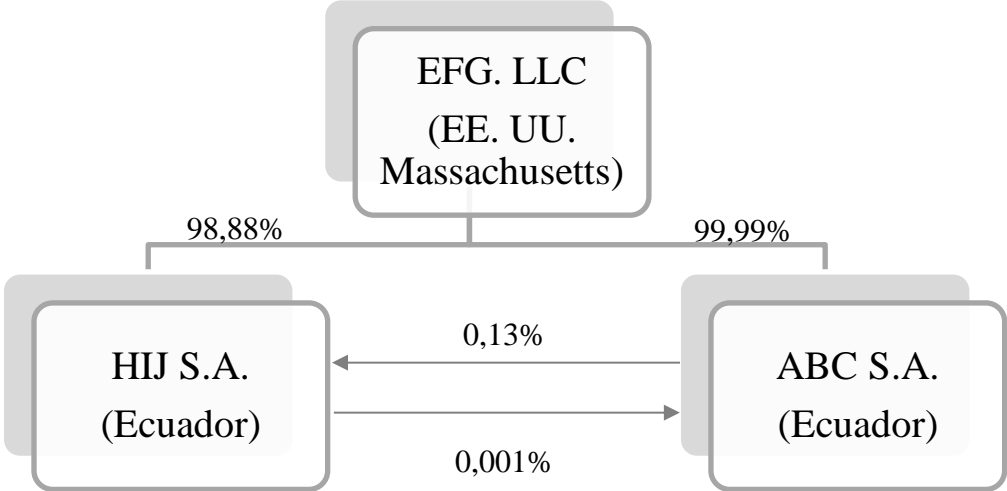 EFG. LLC
(EE. UU.
Massachusetts)
98,88%
99,99%
0,13%
HIJ S.A.
(Ecuador)
ABC S.A.
(Ecuador)
0,001%